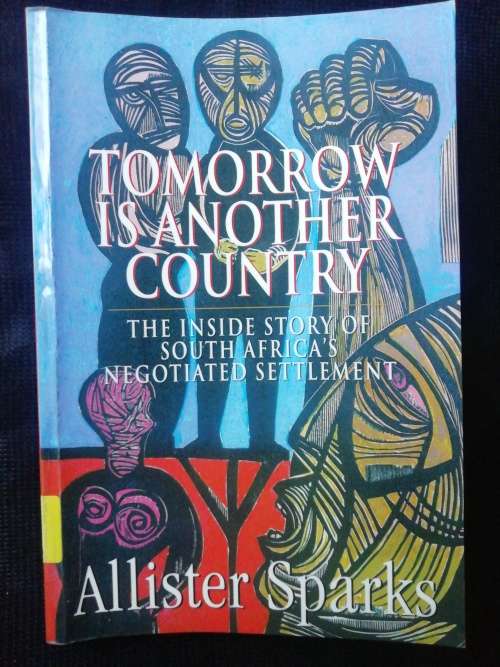 TOMORROW
IS ANOTHER
COUNTRY
THE INSIDE STORY OF
SOUTH AFRICA'S
NEGOTIATED SETTLEMENT
Allister Sparks